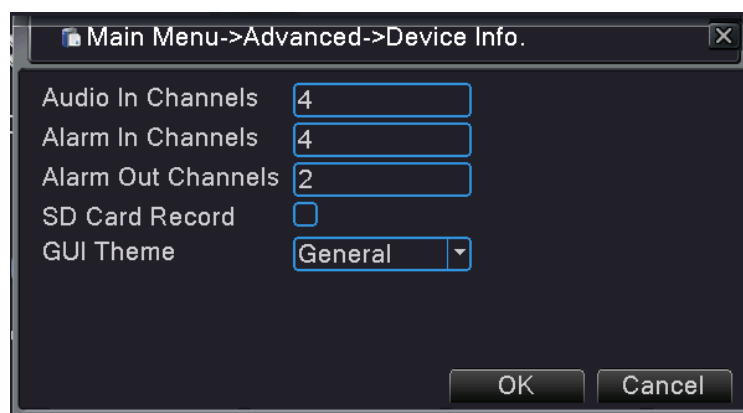 Main Menu->Advanced->Device Info.
Audio In Channels 4
Alarm In Channels 4
Alarm Out Channels 2
SD Card Record
GUI Theme General
OK Cancel